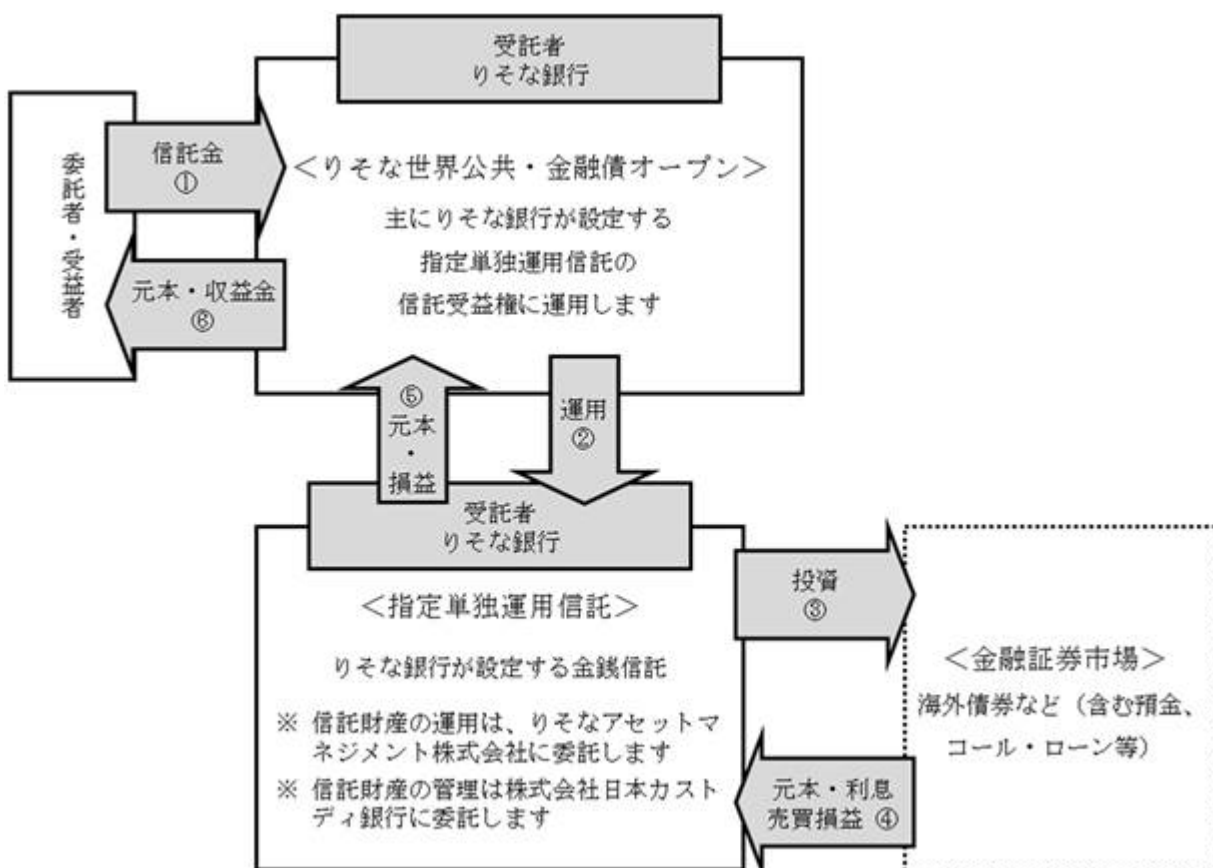 受託者
りそな銀行
委託者・受益者
信託金
①
<りそな世界公共・金融債オープン>
主にりそな銀行が設定する
指定単独運用信託の
信託受益権に運用します
元本・収益金
⑥
⑤
元本
・
損益
運用
②
受託者
りそな銀行
<指定単独運用信託>
りそな銀行が設定する金銭信託
※ 信託財産の運用は、りそなアセットマ
ネジメント株式会社に委託します
※ 信託財産の管理は株式会社日本カスト
ディ銀行に委託します
投資
③
<金融証券市場>
海外債券など(含む預金、
コール・ローン等)
元本・利息
売買損益 ④